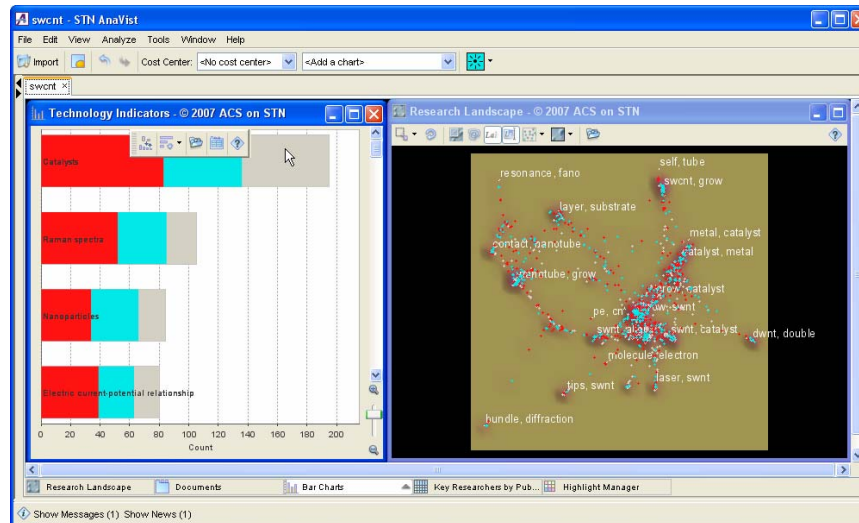 swcnt - STN AnaVist
File Edit View Analyze Tools Window Help
Import Cost Center: <No cost center> <Add a chart>
swcnt ×
Technology Indicators - © 2007 ACS on STN
Catalysts
Raman spectra
Nanoparticles
Electric current-potential relationship
0 20 40 60 80 100 120 140 160 180 200
Count
Research Landscape - © 2007 ACS on STN
Lal
self, tube
resonance, fano
swcnt, grow
layer, substrate
metal, catalyst
contact, nanotube
catalyst, metal
nanotube, grow
grow, catalyst
pe, cn
swnt
swnt
swnt, catalyst
dwnt, double
molecule, electron
laser, swnt
tips, swnt
bundle, diffraction
Research Landscape Documents Bar Charts Key Researchers by Pub... Highlight Manager
Show Messages (1) Show News (1)